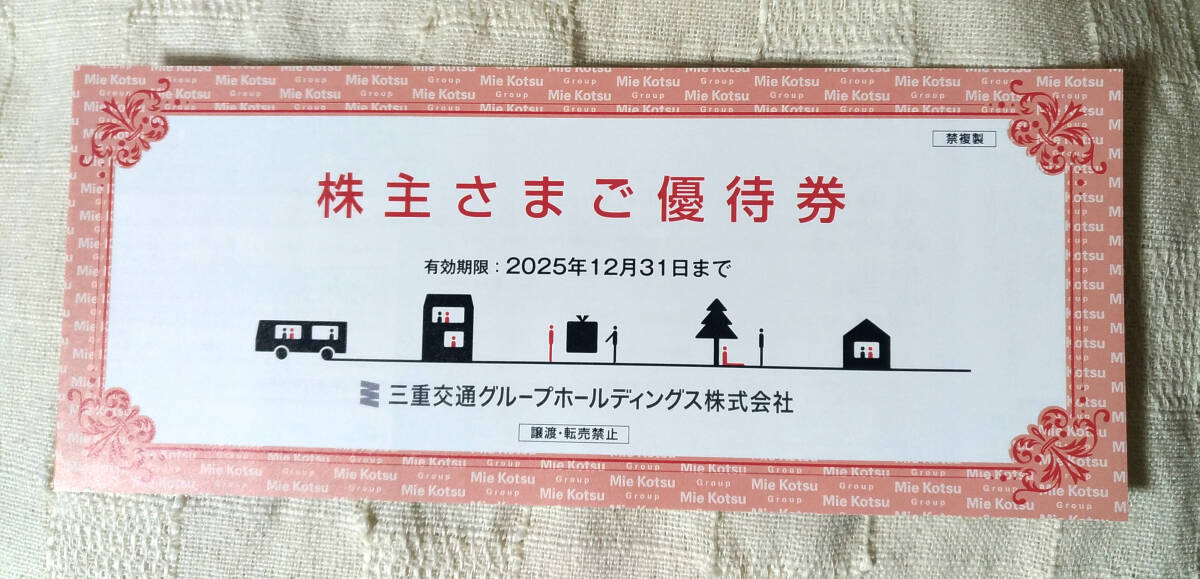 Mie Kotsu Group
禁複製
株主さまご優待券
有効期限：2025年12月31日まで
三重交通グループホールディングス株式会社
譲渡・転売禁止
Mie Kotsu Group